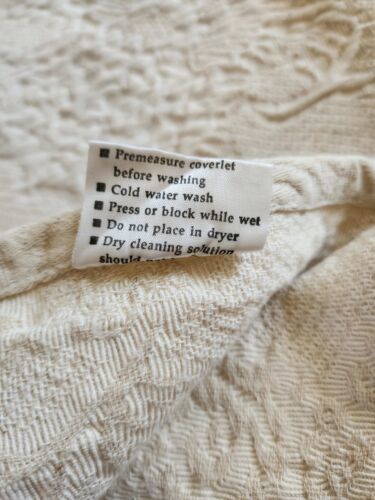 ■ Premeasure coverlet
before washing
■ Cold water wash
■ Press or block while wet
■ Do not place in dryer
■ Dry cleaning solution
should